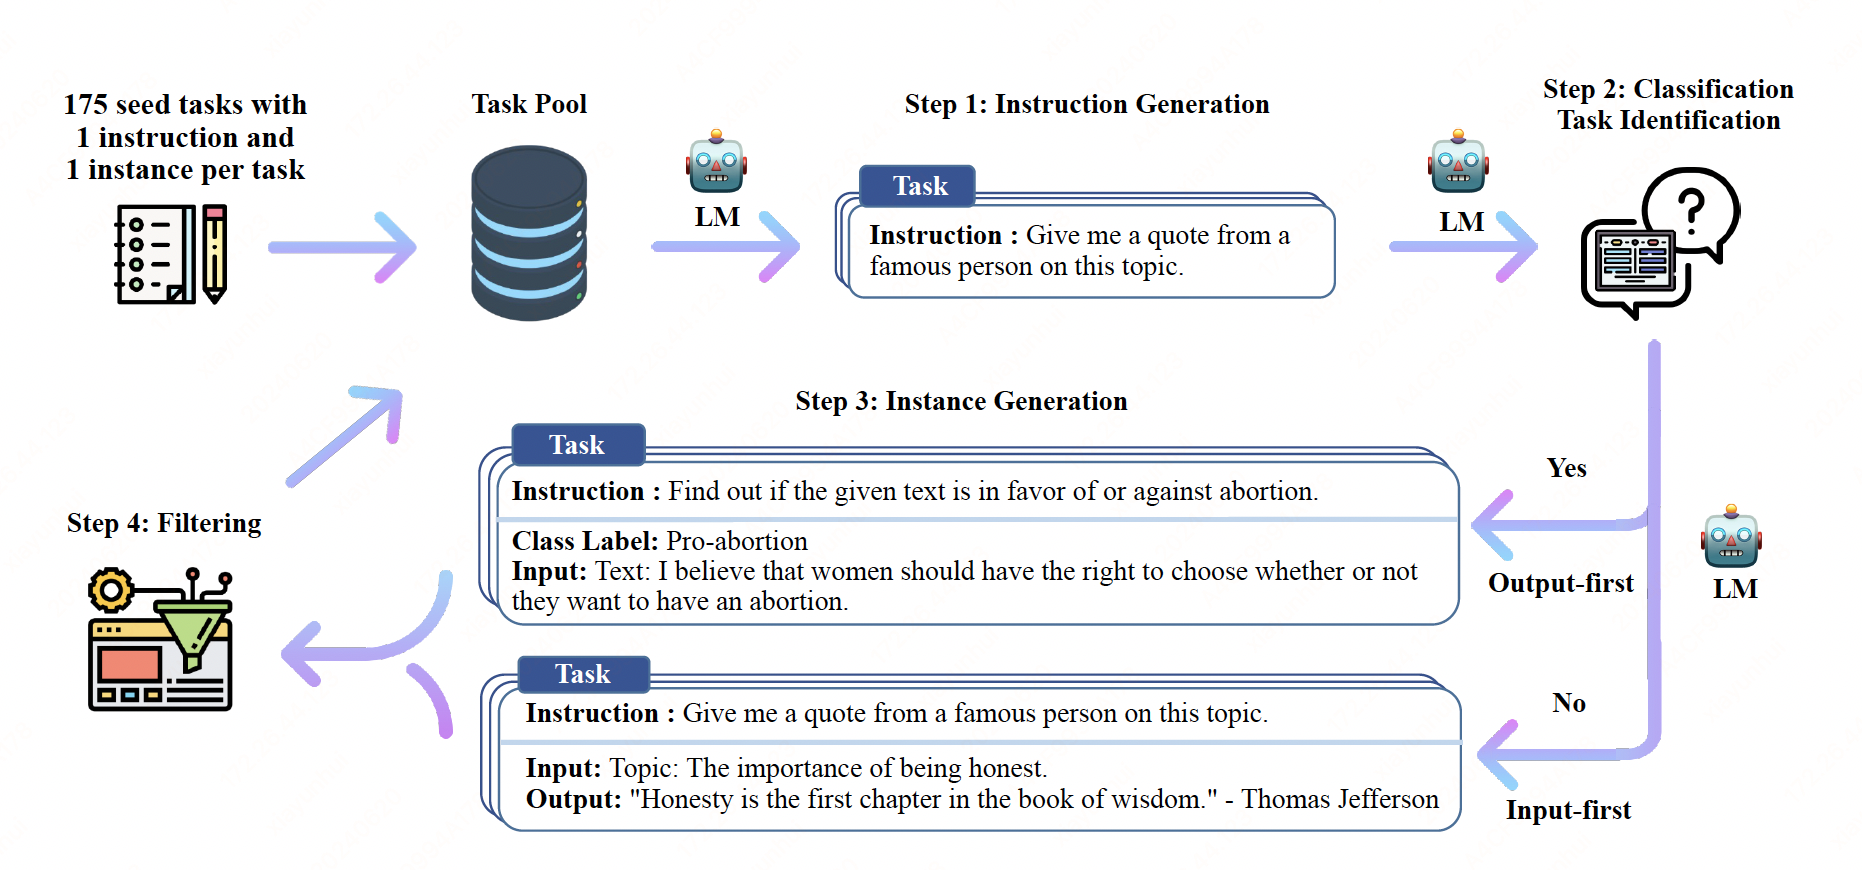 175 seed tasks with
1 instruction and
1 instance per task
Task Pool
LM
Step 1: Instruction Generation
Task
Instruction : Give me a quote from a
famous person on this topic.
LM
Step 2: Classification
Task Identification
Step 3: Instance Generation
Task
Instruction : Find out if the given text is in favor of or against abortion.
Class Label: Pro-abortion
Input: Text: I believe that women should have the right to choose whether or not
they want to have an abortion.
Yes
Output-first
LM
Task
Instruction : Give me a quote from a famous person on this topic.
Input: Topic: The importance of being honest.
Output: "Honesty is the first chapter in the book of wisdom." - Thomas Jefferson
No
Input-first
Step 4: Filtering